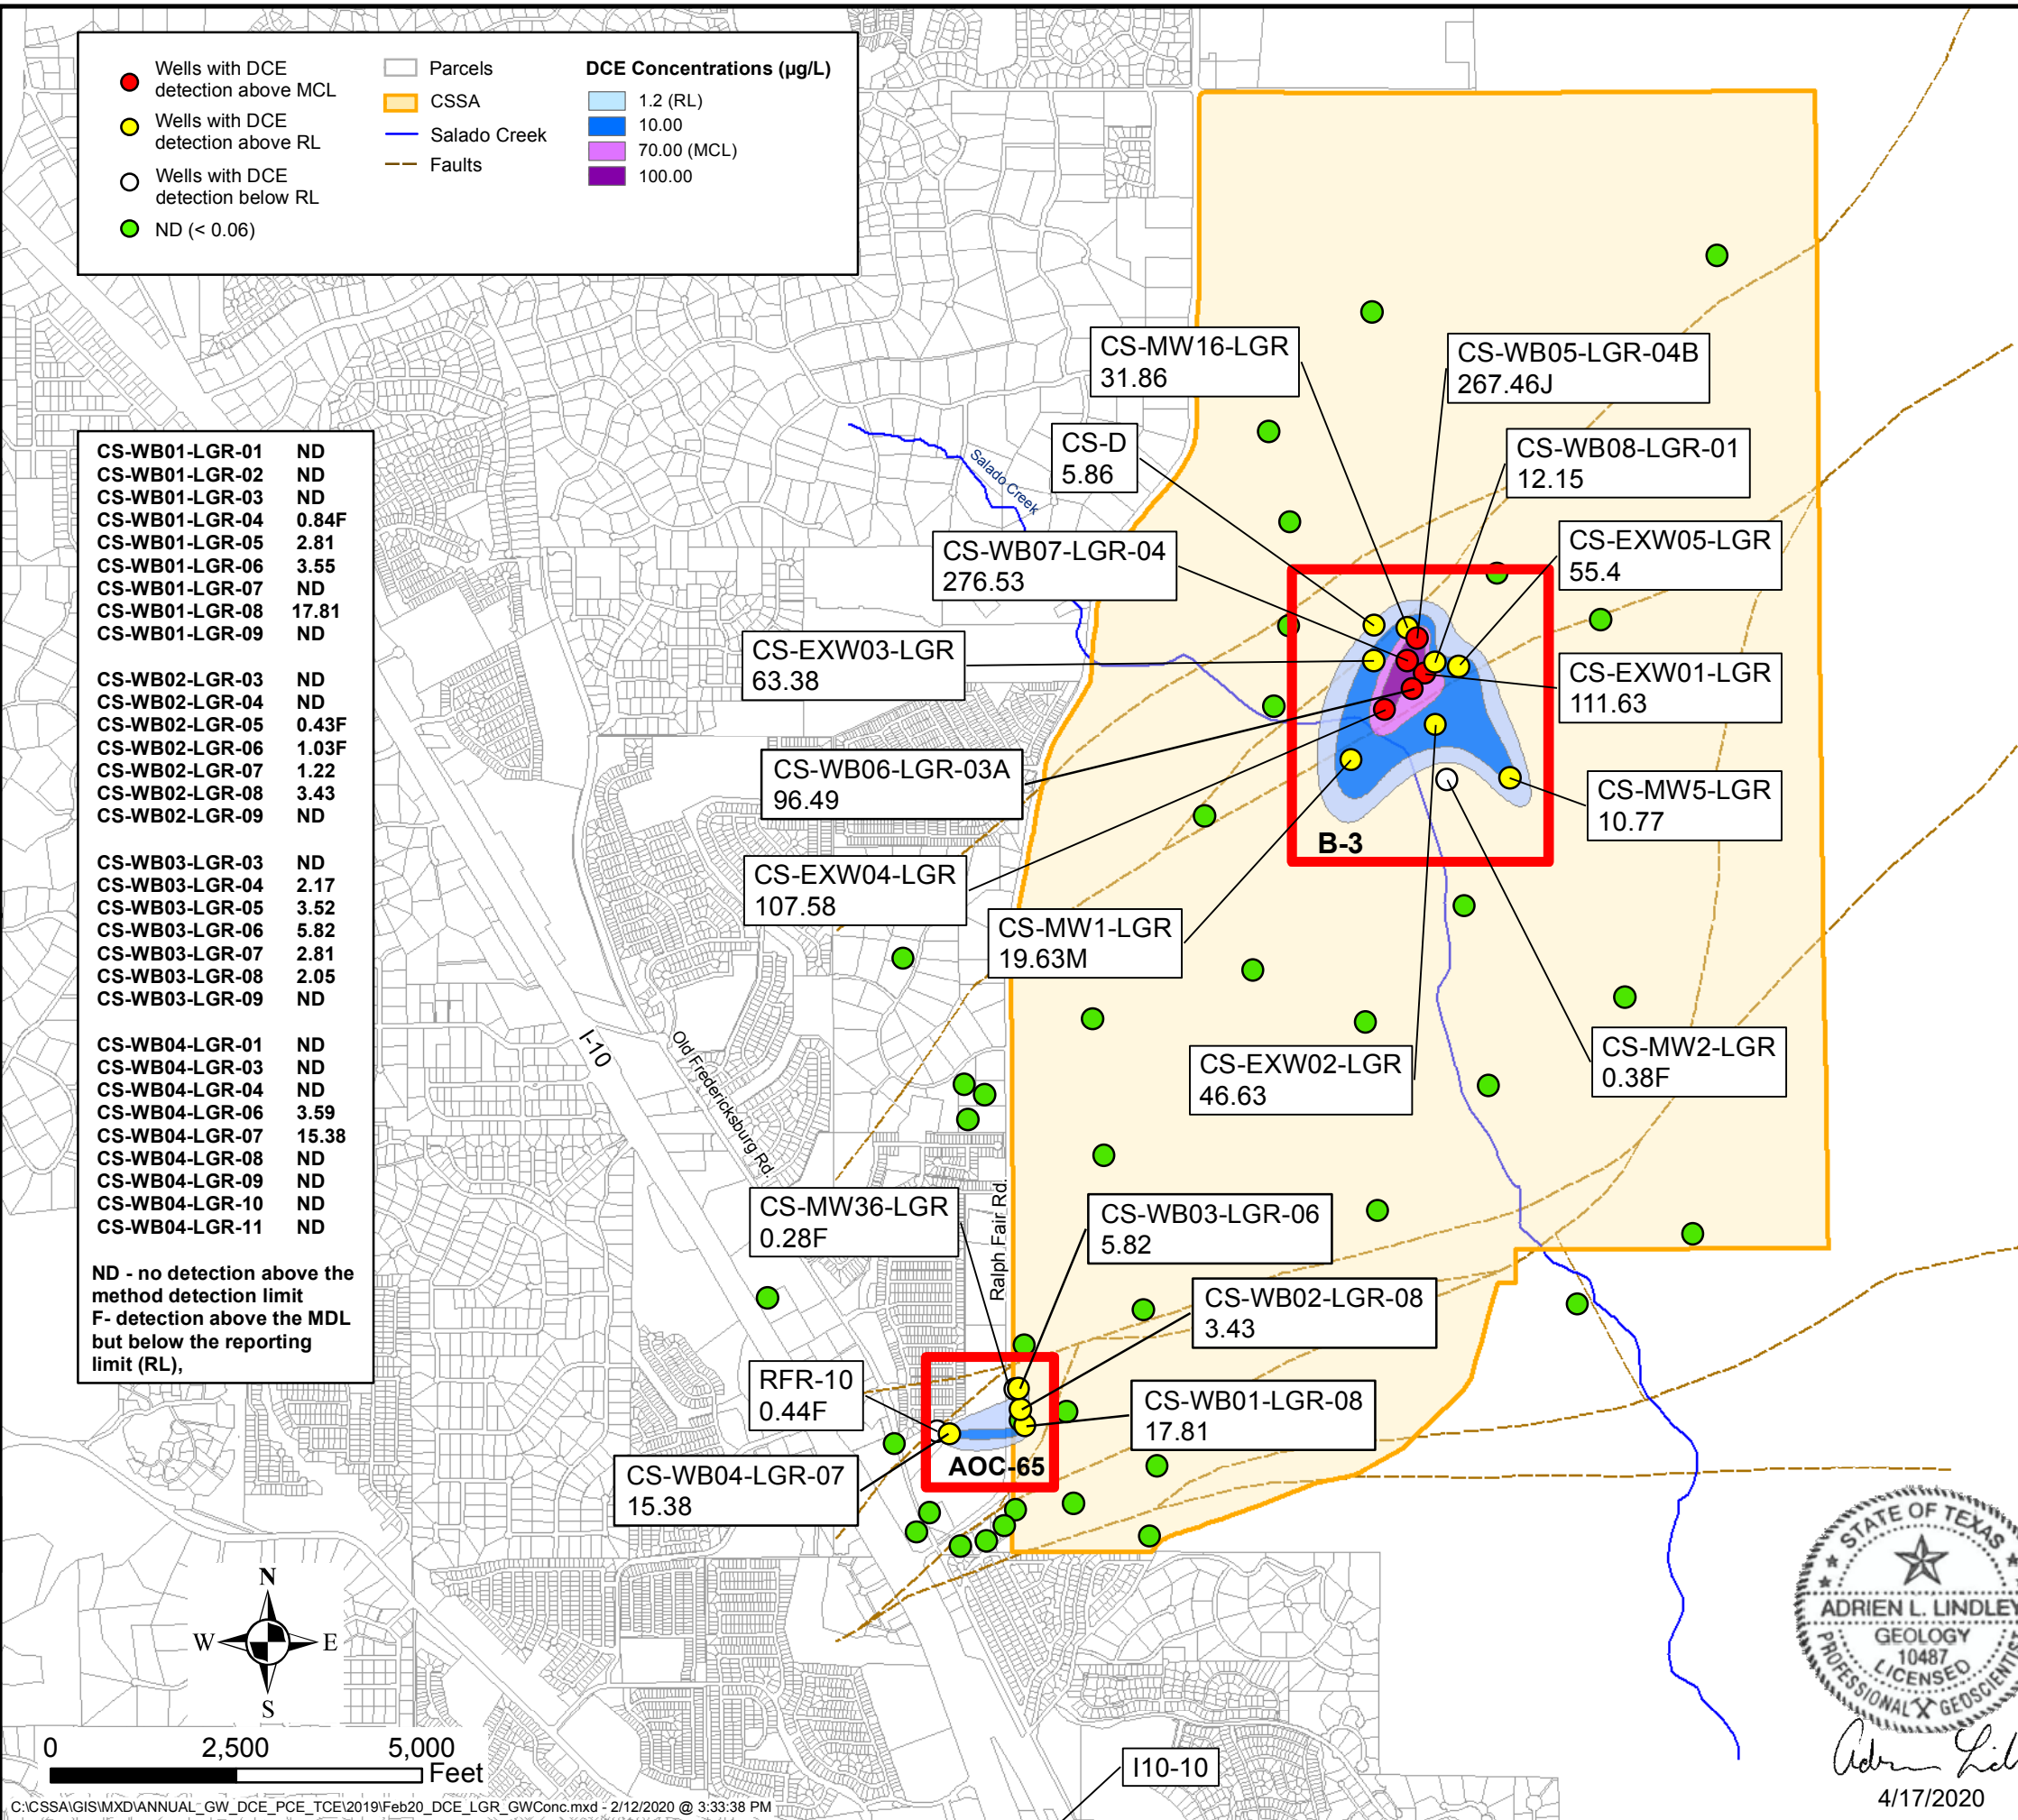 Wells with DCE
detection above MCL
Wells with DCE
detection above RL
Wells with DCE
detection below RL
ND (< 0.06)
Parcels
CSSA
Salado Creek
Faults
DCE Concentrations (µg/L)
1.2 (RL)
10.00
70.00 (MCL)
100.00
CS-WB01-LGR-01 ND
CS-WB01-LGR-02 ND
CS-WB01-LGR-03 ND
CS-WB01-LGR-04 0.84F
CS-WB01-LGR-05 2.81
CS-WB01-LGR-06 3.55
CS-WB01-LGR-07 ND
CS-WB01-LGR-08 17.81
CS-WB01-LGR-09 ND
CS-WB02-LGR-03 ND
CS-WB02-LGR-04 ND
CS-WB02-LGR-05 0.43F
CS-WB02-LGR-06 1.03F
CS-WB02-LGR-07 1.22
CS-WB02-LGR-08 3.43
CS-WB02-LGR-09 ND
CS-WB03-LGR-03 ND
CS-WB03-LGR-04 2.17
CS-WB03-LGR-05 3.52
CS-WB03-LGR-06 5.82
CS-WB03-LGR-07 2.81
CS-WB03-LGR-08 2.05
CS-WB03-LGR-09 ND
CS-WB04-LGR-01 ND
CS-WB04-LGR-03 ND
CS-WB04-LGR-04 ND
CS-WB04-LGR-06 3.59
CS-WB04-LGR-07 15.38
CS-WB04-LGR-08 ND
CS-WB04-LGR-09 ND
CS-WB04-LGR-10 ND
CS-WB04-LGR-11 ND
ND - no detection above the
method detection limit
F- detection above the MDL
but below the reporting
limit (RL),
CS-MW16-LGR
31.86
CS-WB05-LGR-04B
267.46J
CS-D
5.86
CS-WB08-LGR-01
12.15
Salado Creek
CS-WB07-LGR-04
276.53
CS-EXW05-LGR
55.4
CS-EXW03-LGR
63.38
CS-EXW01-LGR
111.63
CS-WB06-LGR-03A
96.49
CS-MW5-LGR
10.77
B-3
CS-EXW04-LGR
107.58
CS-MW1-LGR
19.63M
CS-EXW02-LGR
46.63
CS-MW2-LGR
0.38F
I-10
Old Fredericksburg Rd.
Ralph Fair Rd.
CS-MW36-LGR
0.28F
CS-WB03-LGR-06
5.82
CS-WB02-LGR-08
3.43
RFR-10
0.44F
CS-WB01-LGR-08
17.81
AOC-65
CS-WB04-LGR-07
15.38
I10-10
N
W
E
S
0 2,500 5,000
Feet
STATE OF TEXAS
ADRIEN L. LINDLEY
GEOLOGY
10487
LICENSED
PROFESSIONAL GEOSCIENTIST
4/17/2020
C:\CSSA\GIS\MXD\ANNUAL_GW_DCE_PCE_TCE\2019\Feb20_DCE_LGR_GWConc.mxd - 2/12/2020 @ 3:33:38 PM